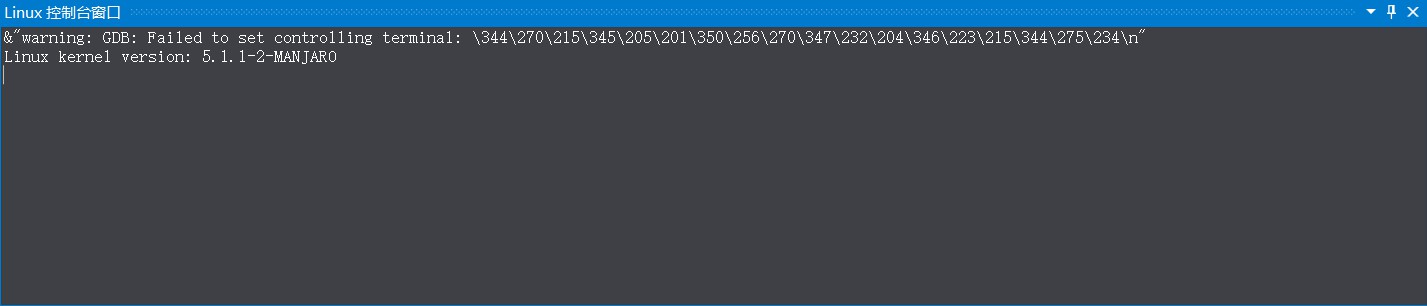 Linux 控制台窗口
&"warning: GDB: Failed to set controlling terminal: \344\270\215\345\205\201\350\256\270\347\232\204\346\223\215\344\275\234\n"
Linux kernel version: 5.1.1-2-MANJARO